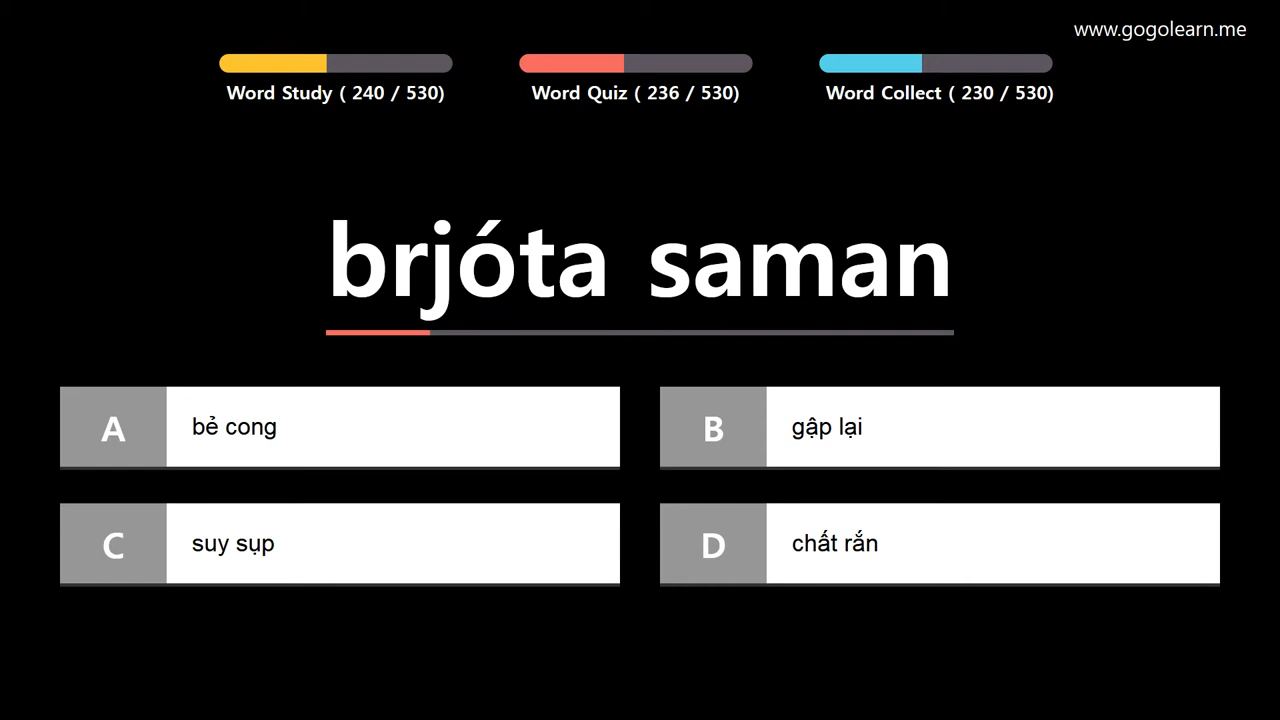 www.gogolearn.me
Word Study ( 240 / 530)
Word Quiz ( 236 / 530)
Word Collect ( 230 / 530)
brjóta saman
A bẻ cong
B gập lại
C suy sụp
D chất rắn